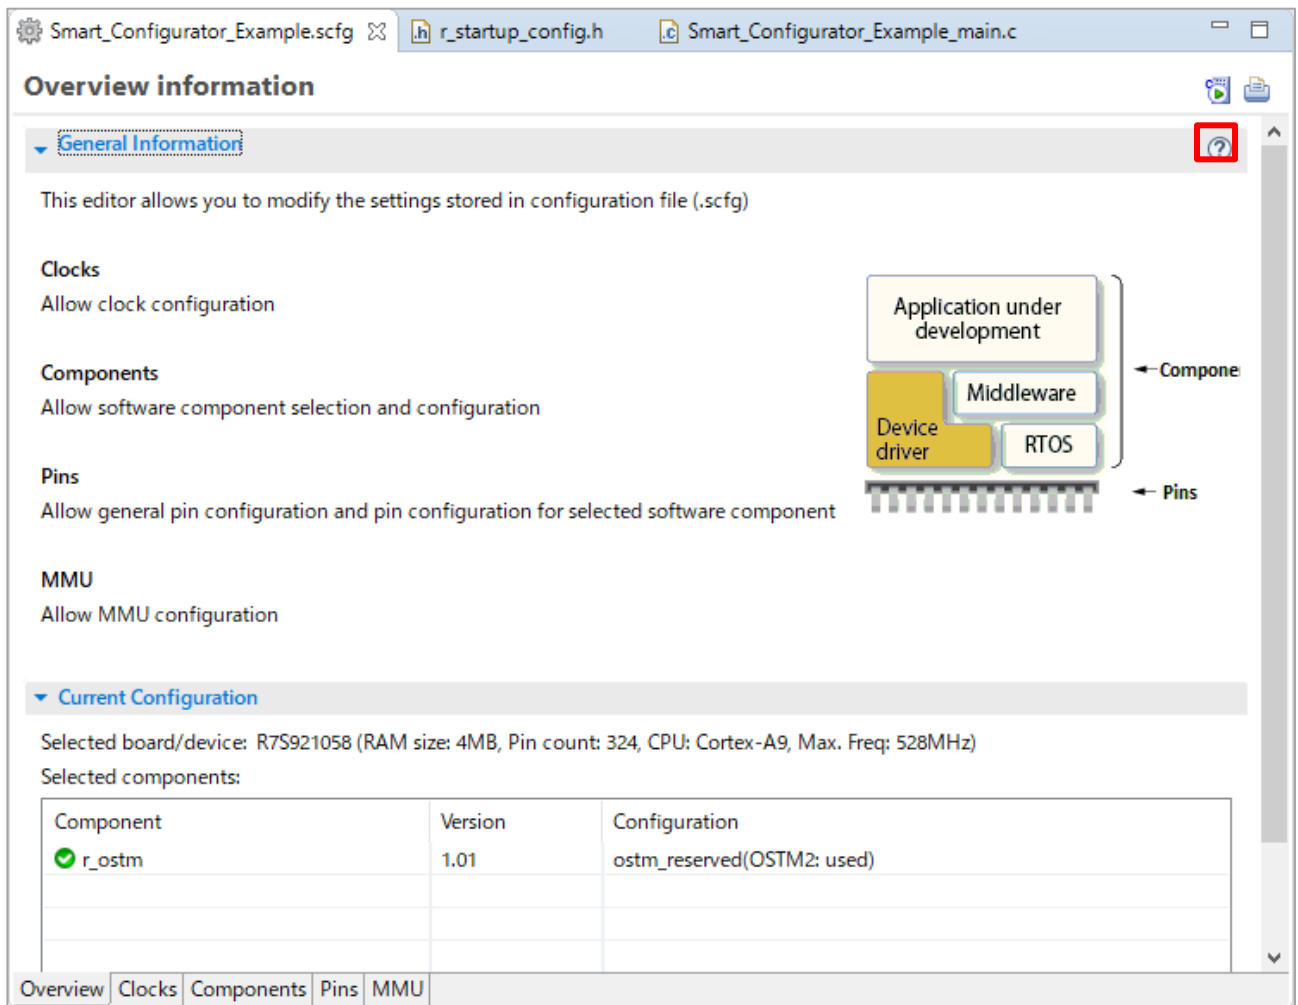 Smart_Configurator_Example.scfg
r_startup_config.h
Smart_Configurator_Example_main.c
Overview information
General Information
This editor allows you to modify the settings stored in configuration file (.scfg)
Clocks
Allow clock configuration
Components
Allow software component selection and configuration
Pins
Allow general pin configuration and pin configuration for selected software component
MMU
Allow MMU configuration
Application under
development
Middleware
Device
driver
RTOS
Compone
Pins
Current Configuration
Selected board/device: R7S921058 (RAM size: 4MB, Pin count: 324, CPU: Cortex-A9, Max. Freq: 528MHz)
Selected components:
Component Version Configuration
r_ostm 1.01 ostm_reserved(OSTM2: used)
Overview Clocks Components Pins MMU